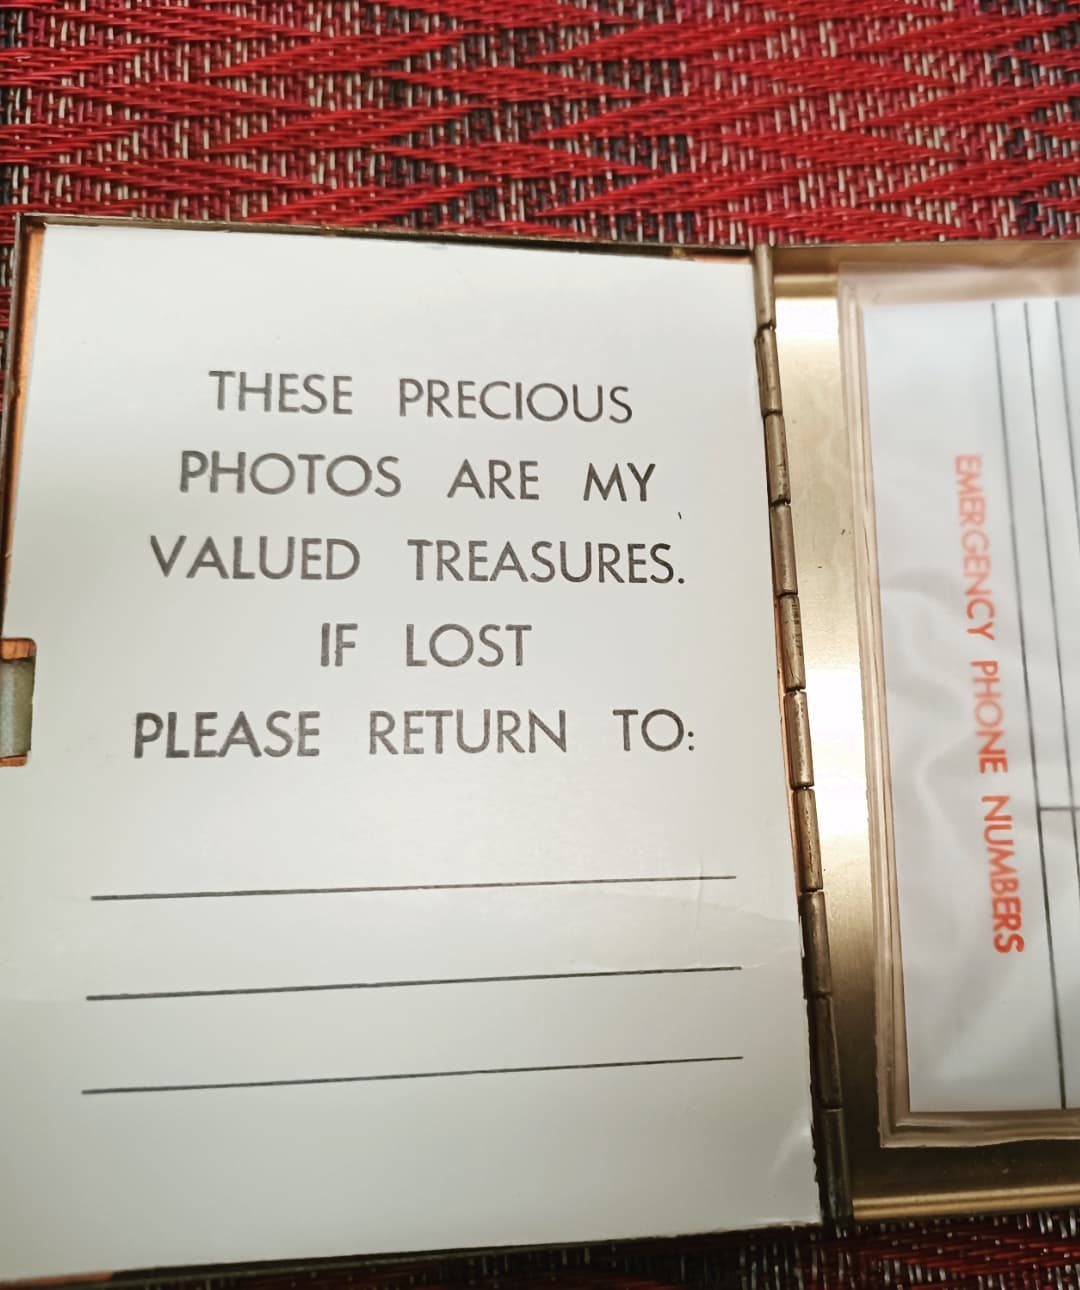 THESE PRECIOUS
PHOTOS ARE MY
VALUED TREASURES.
IF LOST
PLEASE RETURN TO:
EMERGENCY PHONE NUMBERS